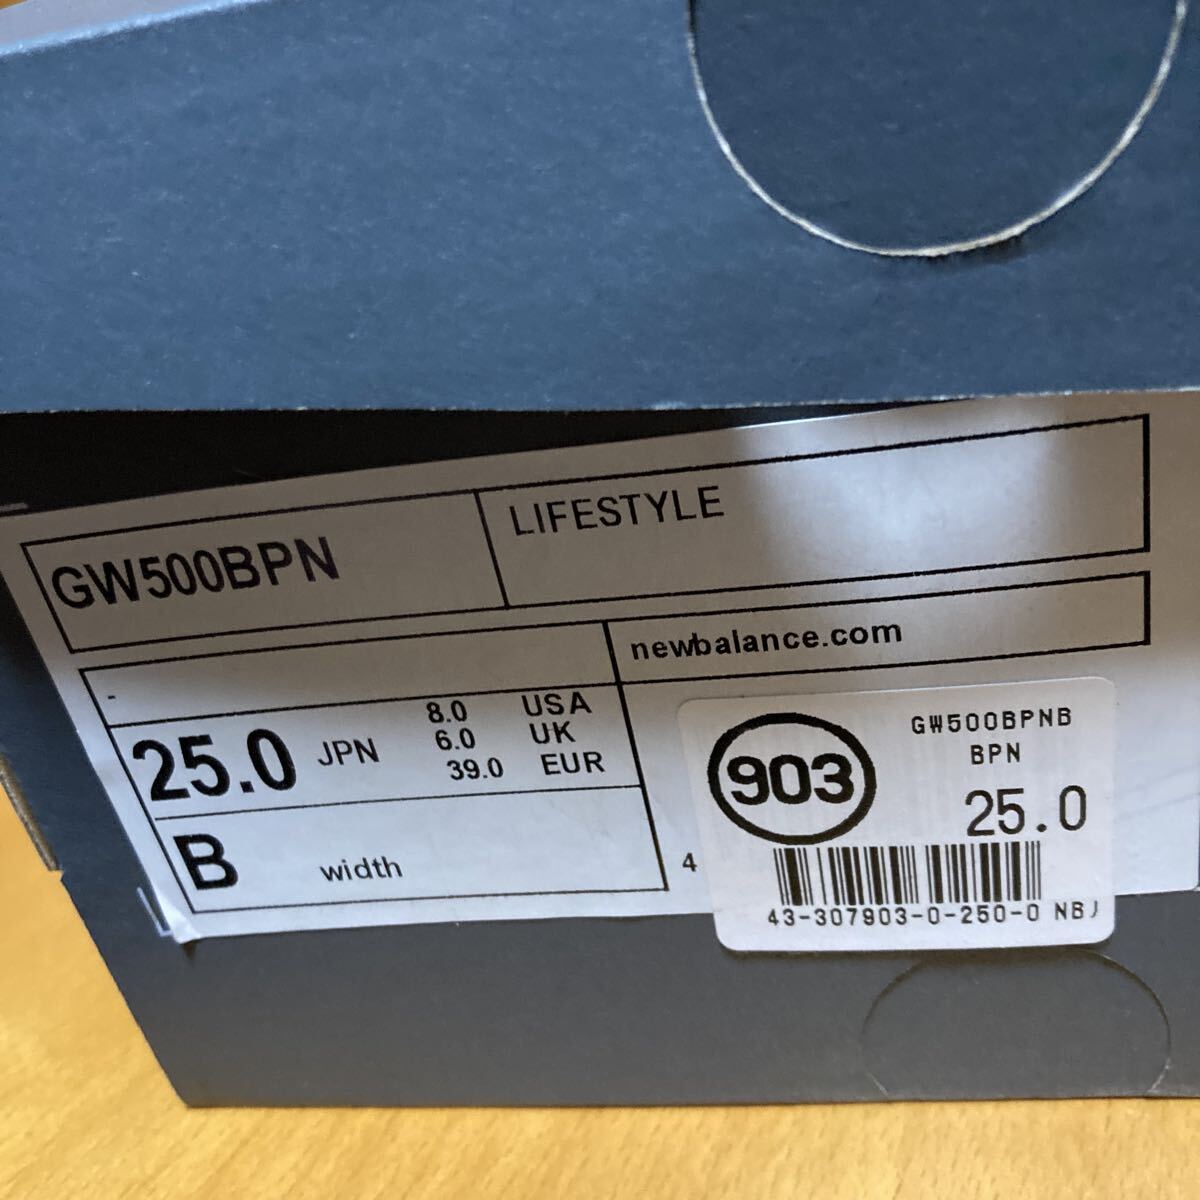 GW500BPN
LIFESTYLE
newbalance.com
-
25.0 JPN
8.0 USA
6.0 UK
39.0 EUR
B width
4
903
GW500BPNB
BPN
25.0
43-307903-0-250-0 NBJ